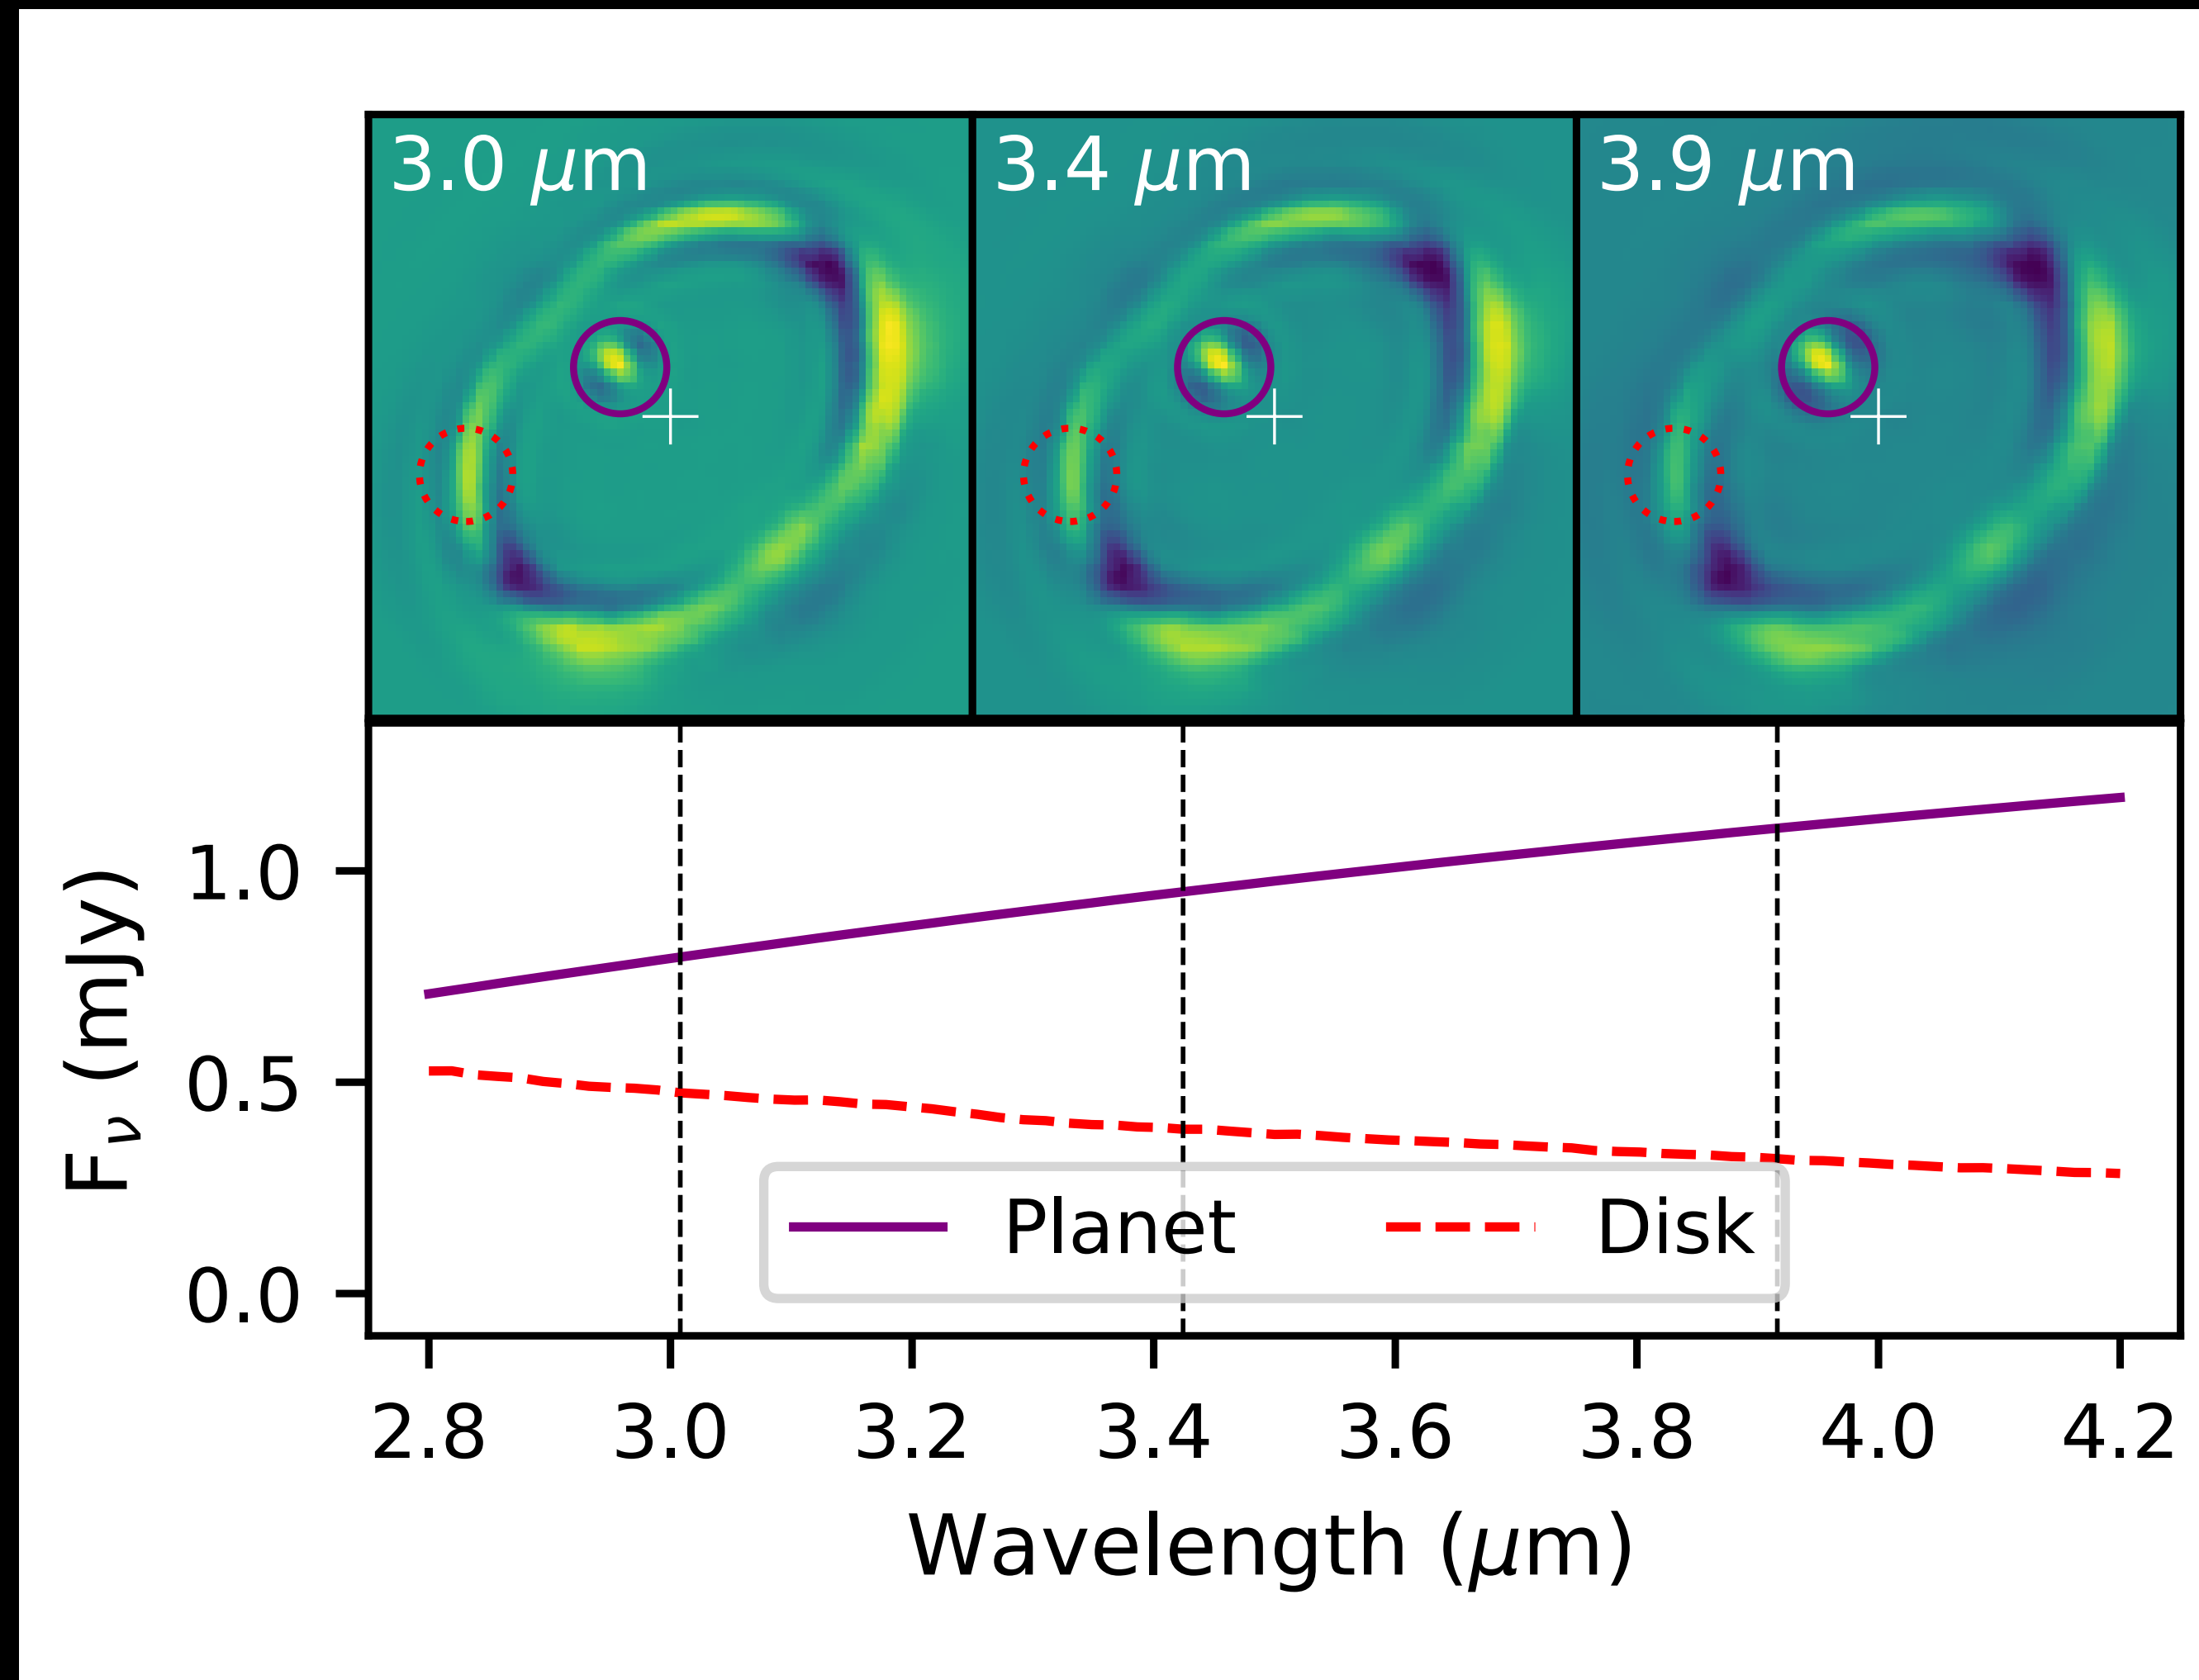 3.0 μm
3.4 μm
3.9 μm
F_ν (mJy)
1.0
0.5
0.0
Planet
Disk
2.8 3.0 3.2 3.4 3.6 3.8 4.0 4.2
Wavelength (μm)